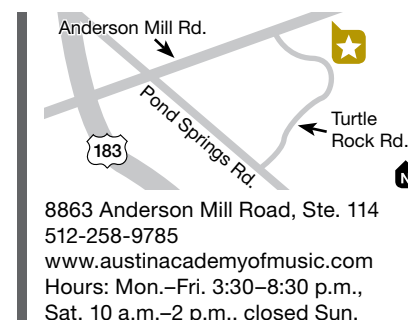 Anderson Mill Rd.
Pond Springs Rd.
Turtle
Rock Rd.
183
N
8863 Anderson Mill Road, Ste. 114
512-258-9785
www.austinacademyofmusic.com
Hours: Mon.–Fri. 3:30–8:30 p.m.,
Sat. 10 a.m.–2 p.m., closed Sun.